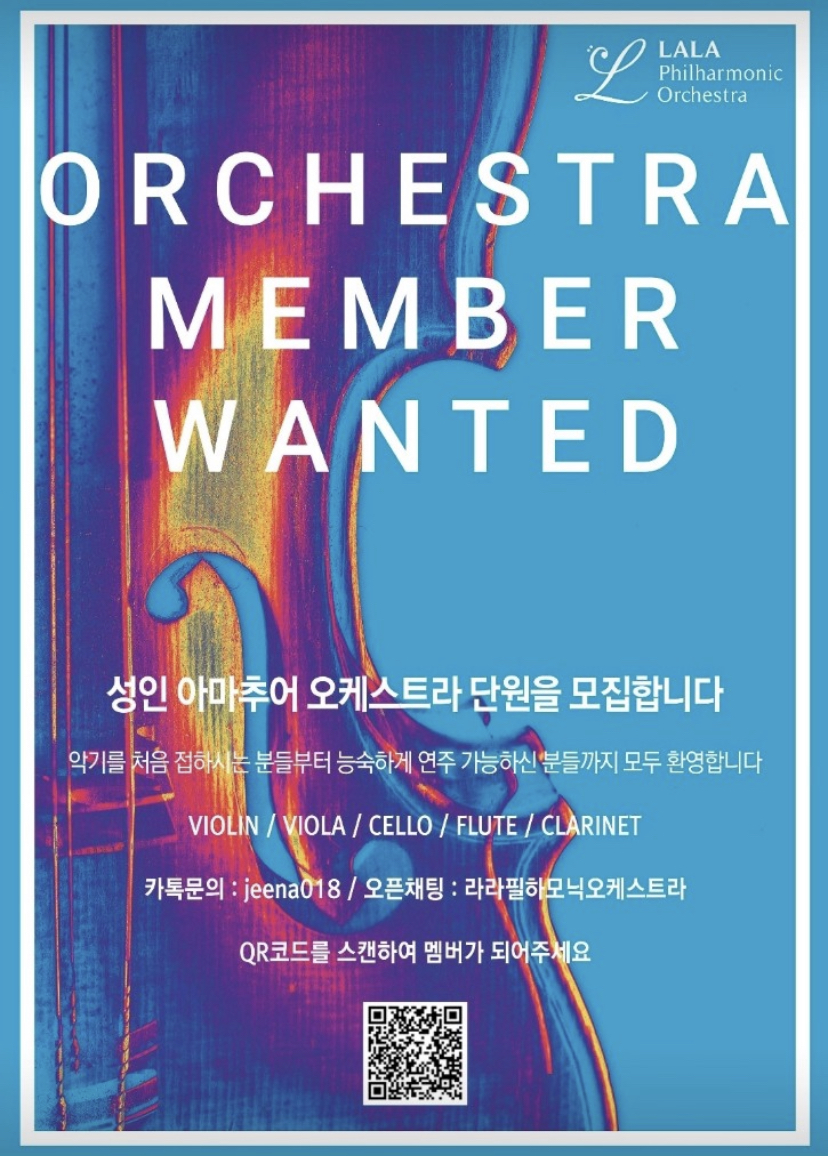 LALA
Philharmonic
Orchestra
ORCHESTRA
MEMBER
WANTED
성인 아마추어 오케스트라 단원을 모집합니다
악기를 처음 접하시는 분들부터 능숙하게 연주 가능하신 분들까지 모두 환영합니다
VIOLIN / VIOLA / CELLO / FLUTE / CLARINET
카톡문의 : jeena018 / 오픈채팅 : 라라필하모닉오케스트라
QR코드를 스캔하여 멤버가 되어주세요